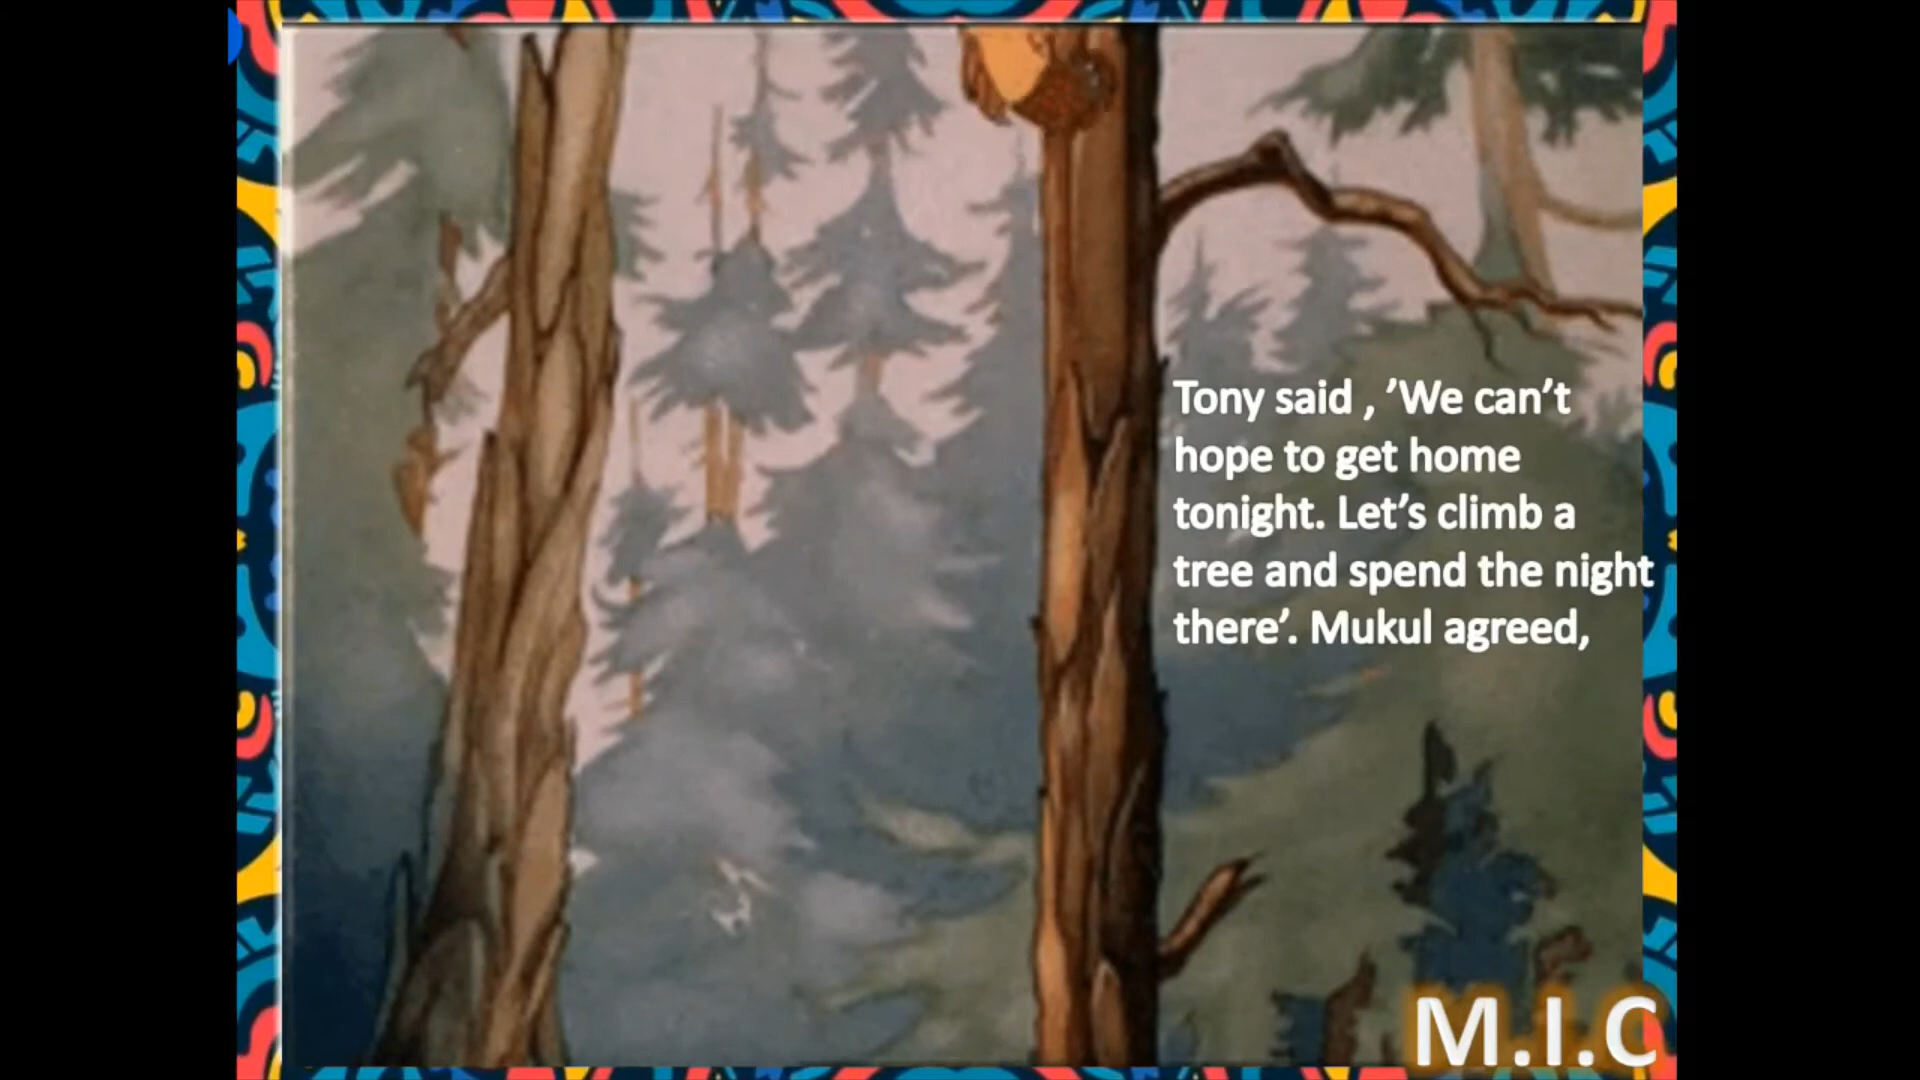 Tony said , ’We can’t
hope to get home
tonight. Let’s climb a
tree and spend the night
there’. Mukul agreed,
M.I.C